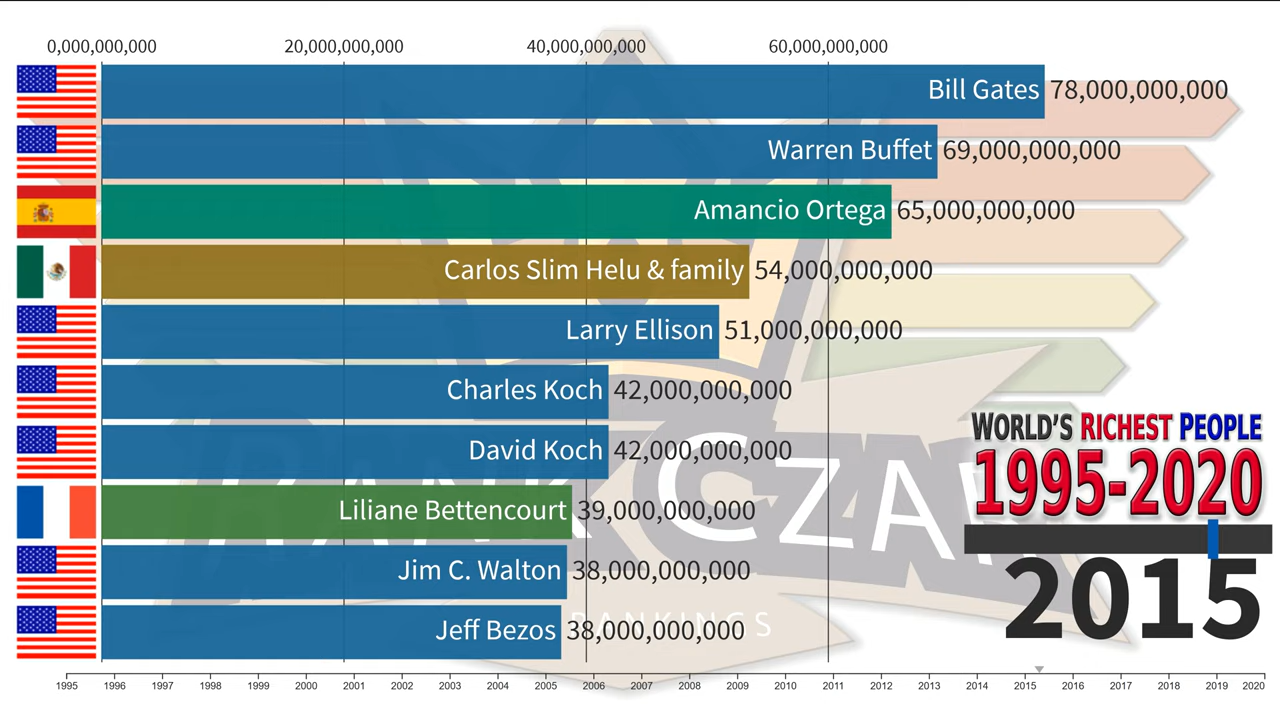 0,000,000,000 20,000,000,000 40,000,000,000 60,000,000,000
Bill Gates 78,000,000,000
Warren Buffet 69,000,000,000
Amancio Ortega 65,000,000,000
Carlos Slim Helu & family 54,000,000,000
Larry Ellison 51,000,000,000
Charles Koch 42,000,000,000
David Koch 42,000,000,000
Liliane Bettencourt 39,000,000,000
Jim C. Walton 38,000,000,000
Jeff Bezos 38,000,000,000
RANK CZAR
RANKINGS
WORLD'S RICHEST PEOPLE
1995-2020
2015
1995 1996 1997 1998 1999 2000 2001 2002 2003 2004 2005 2006 2007 2008 2009 2010 2011 2012 2013 2014 2015 2016 2017 2018 2019 2020